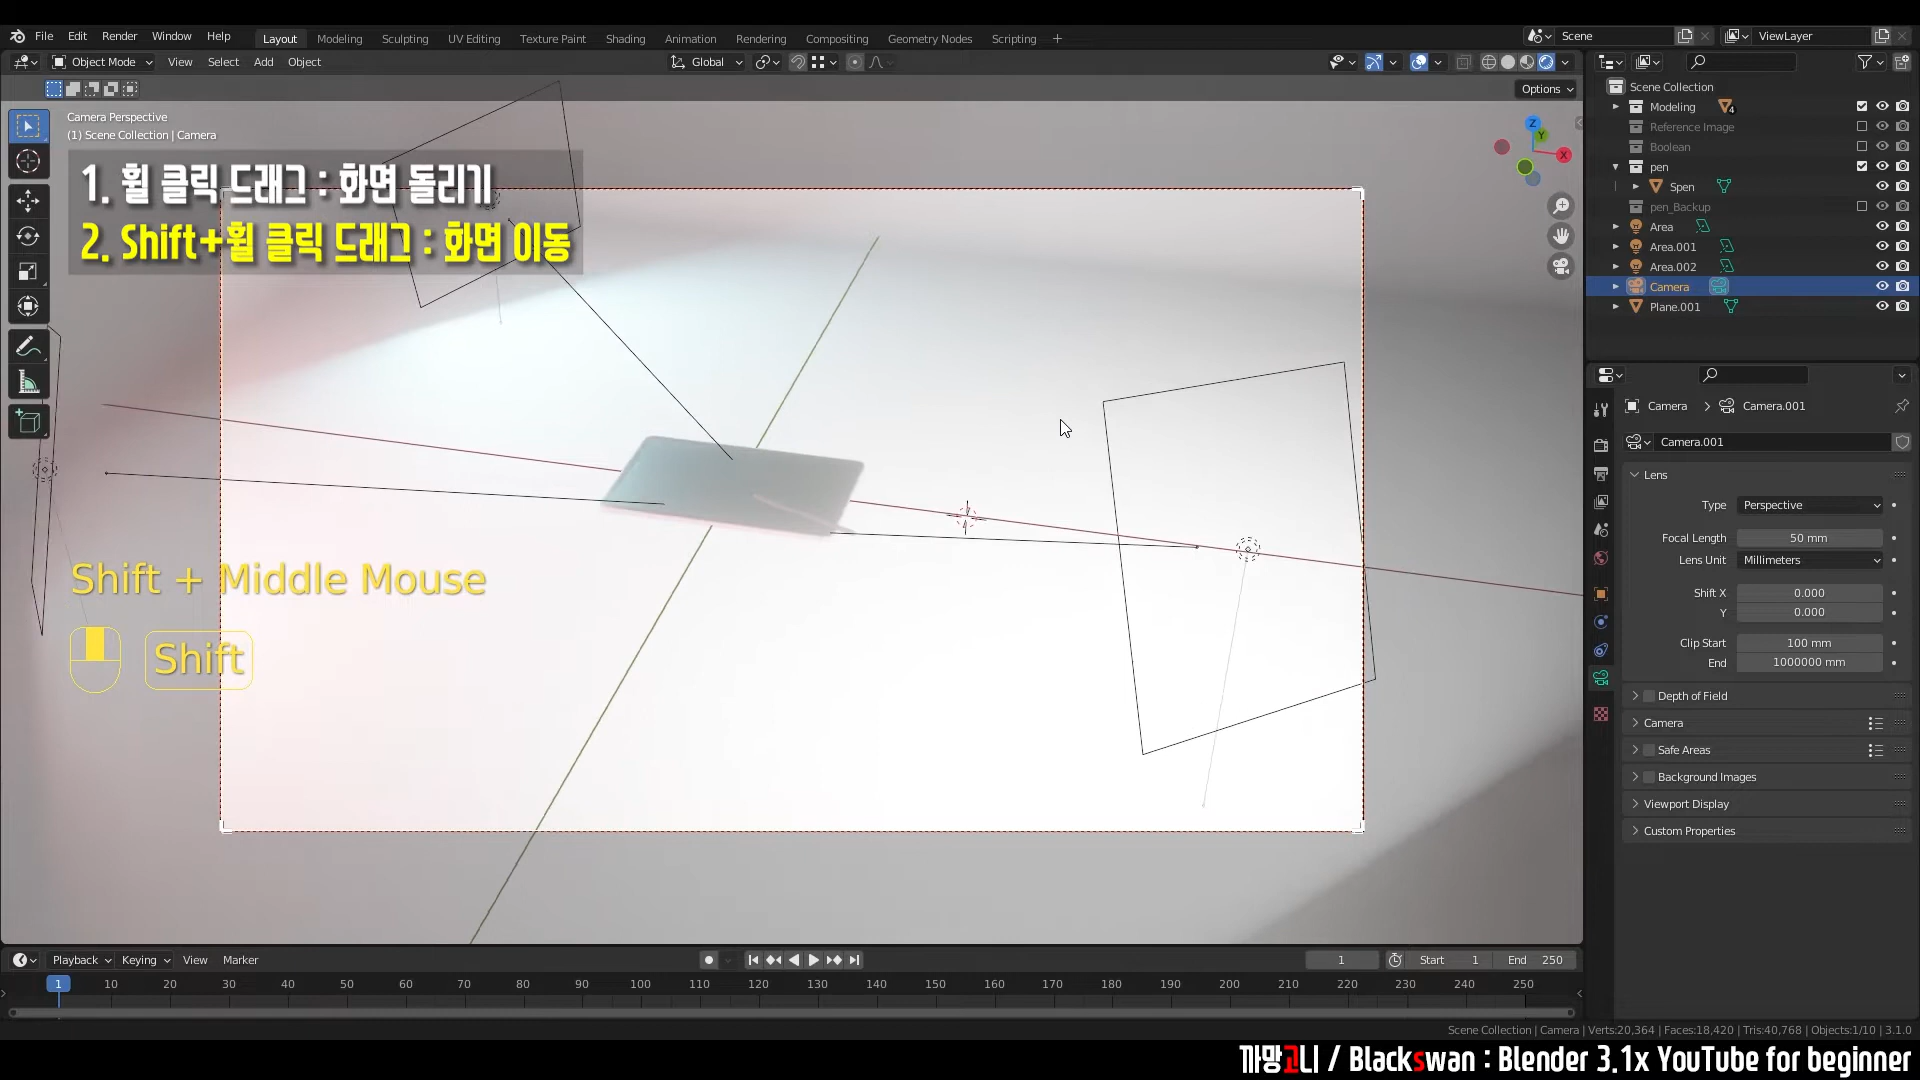 File Edit Render Window Help
Layout Modeling Sculpting UV Editing Texture Paint Shading Animation Rendering Compositing Geometry Nodes Scripting +
Scene
ViewLayer
Object Mode View Select Add Object
Global
Options
Camera Perspective
(1) Scene Collection | Camera
1. 휠 클릭 드래그 : 화면 돌리기
2. Shift+휠 클릭 드래그 : 화면 이동
Z
Y
X
Shift + Middle Mouse
Shift
Scene Collection
Modeling 4
Reference Image
Boolean
pen
Spen
pen_Backup
Area
Area.001
Area.002
Camera
Plane.001
Camera > Camera.001
Camera.001
Lens
Type Perspective
Focal Length 50 mm
Lens Unit Millimeters
Shift X 0.000
Y 0.000
Clip Start 100 mm
End 1000000 mm
Depth of Field
Camera
Safe Areas
Background Images
Viewport Display
Custom Properties
Playback Keying View Marker
1
Start 1
End 250
1 10 20 30 40 50 60 70 80 90 100 110 120 130 140 150 160 170 180 190 200 210 220 230 240 250
Scene Collection | Camera | Verts:20,364 | Faces:18,420 | Tris:40,768 | Objects:1/10 | 3.1.0
까망고니 / Blackswan : Blender 3.1x YouTube for beginner